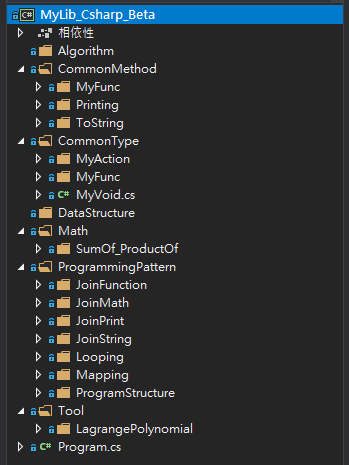 C# MyLib_Csharp_Beta
相依性
Algorithm
CommonMethod
MyFunc
Printing
ToString
CommonType
MyAction
MyFunc
C# MyVoid.cs
DataStructure
Math
SumOf_ProductOf
ProgrammingPattern
JoinFunction
JoinMath
JoinPrint
JoinString
Looping
Mapping
ProgramStructure
Tool
LagrangePolynomial
C# Program.cs